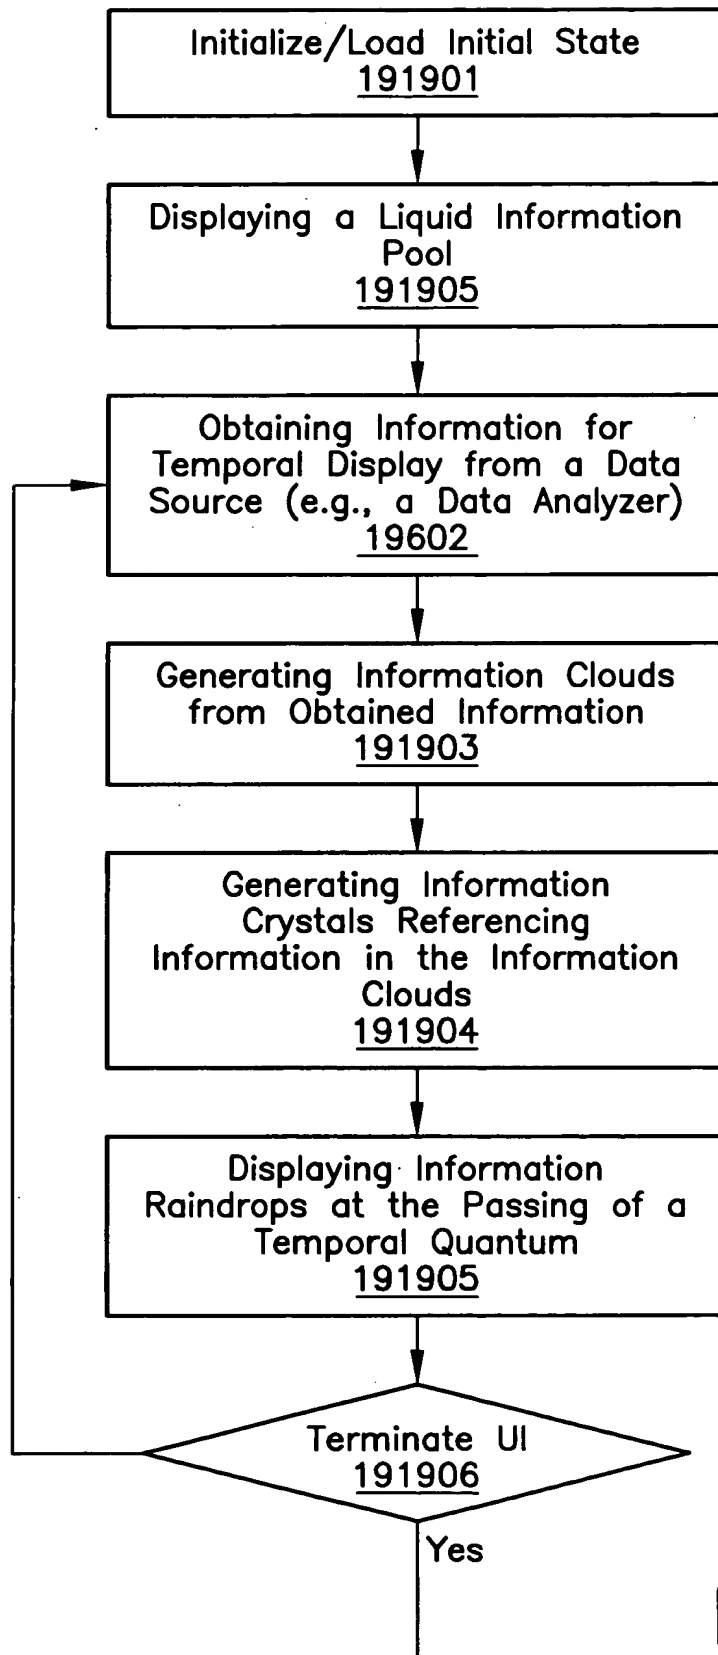 Initialize/Load Initial State
191901
Displaying a Liquid Information
Pool
191905
Obtaining Information for
Temporal Display from a Data
Source (e.g., a Data Analyzer)
19602
Generating Information Clouds
from Obtained Information
191903
Generating Information
Crystals Referencing
Information in the Information
Clouds
191904
Displaying Information
Raindrops at the Passing of a
Temporal Quantum
191905
Terminate UI
191906
Yes